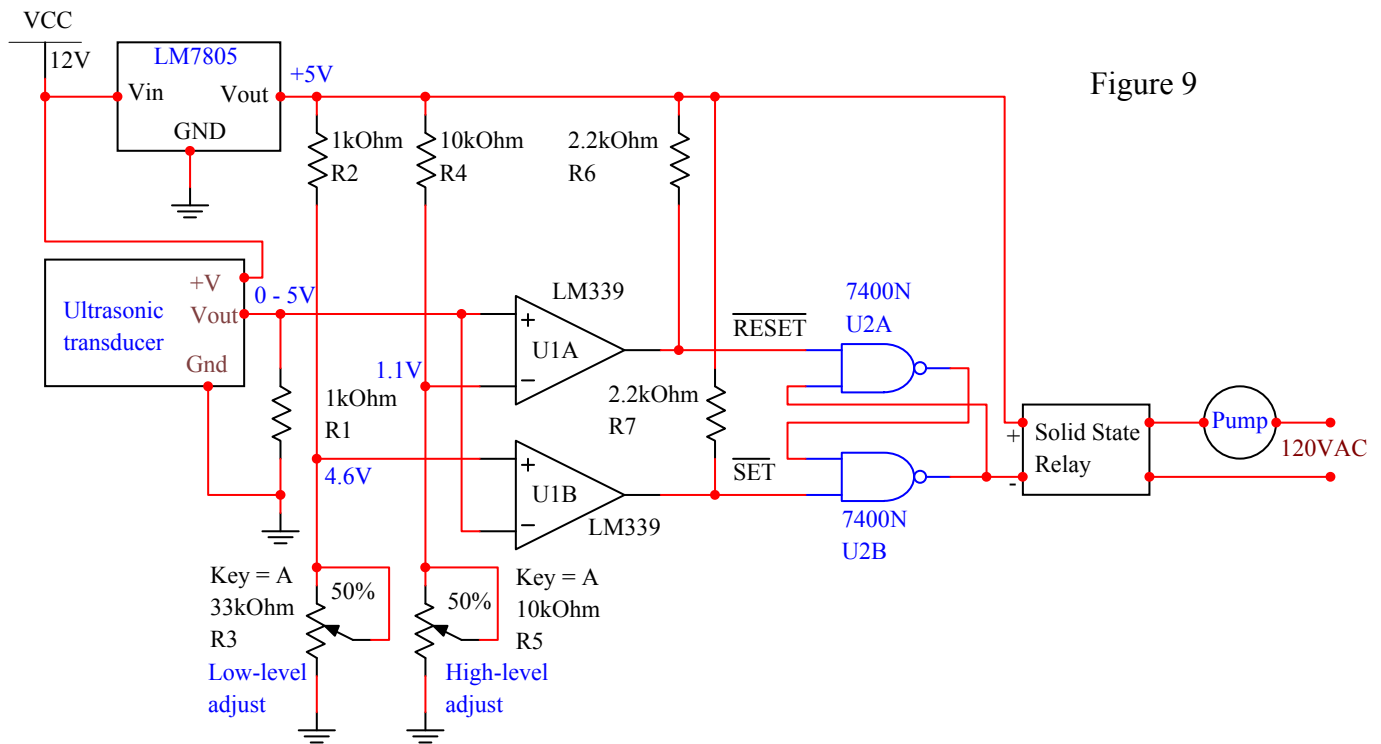 VCC
12V
LM7805
Vin
Vout
GND
+5V
Figure 9
1kOhm
R2
10kOhm
R4
2.2kOhm
R6
+V
Ultrasonic
transducer
Vout
Gnd
0 - 5V
LM339
+
U1A
−
RESET
7400N
U2A
1.1V
1kOhm
R1
2.2kOhm
R7
4.6V
+
U1B
−
LM339
SET
7400N
U2B
+
-
Solid State
Relay
Pump
120VAC
Key = A
33kOhm
R3
50%
Low-level
adjust
50%
Key = A
10kOhm
R5
High-level
adjust